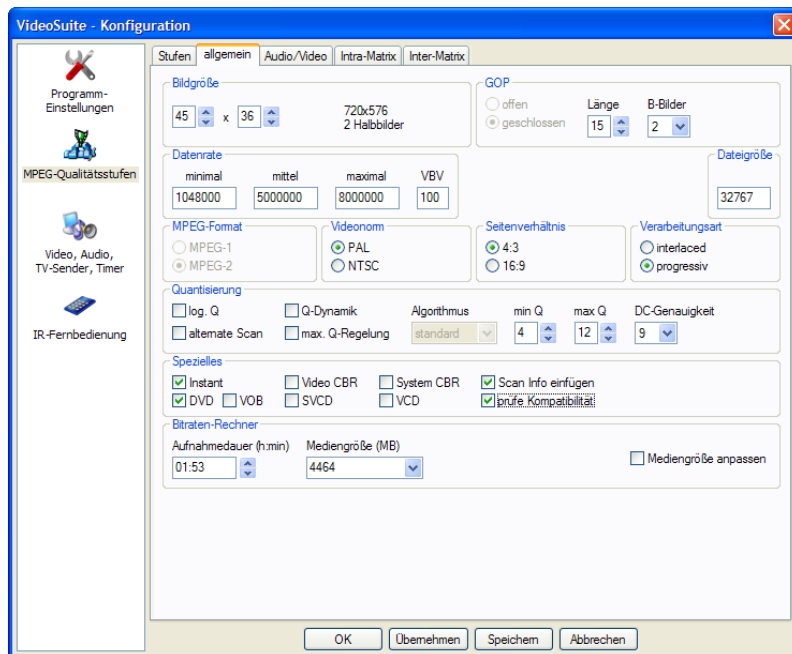 VideoSuite - Konfiguration
Programm-
Einstellungen
MPEG-Qualitätsstufen
Video, Audio,
TV-Sender, Timer
IR-Fernbedienung
Stufen allgemein Audio/Video Intra-Matrix Inter-Matrix
Bildgröße
45 x 36
720x576
2 Halbbilder
GOP
offen
geschlossen
Länge
15
B-Bilder
2
Datenrate
minimal mittel maximal VBV
1048000 5000000 8000000 100
Dateigröße
32767
MPEG-Format
MPEG-1
MPEG-2
Videonorm
PAL
NTSC
Seitenverhältnis
4:3
16:9
Verarbeitungsart
interlaced
progressiv
Quantisierung
log. Q Q-Dynamik Algorithmus min Q max Q DC-Genauigkeit
alternate Scan max. Q-Regelung standard 4 12 9
Spezielles
Instant Video CBR System CBR Scan Info einfügen
DVD VOB SVCD VCD prüfe Kompatibilität
Bitraten-Rechner
Aufnahmedauer (h:min) Mediengröße (MB)
01:53 4464 Mediengröße anpassen
OK Übernehmen Speichern Abbrechen